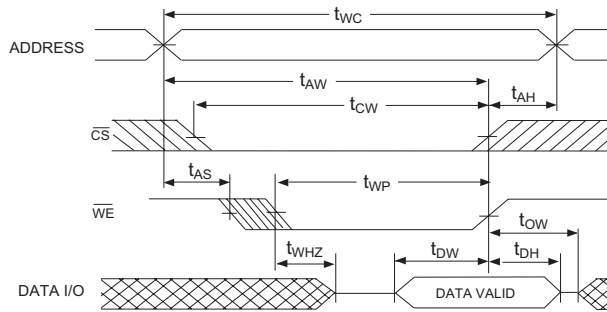 tWC
ADDRESS
tAW
tCW
tAH
CS
tAS
tWP
WE
tOW
tWHZ
tDW
tDH
DATA I/O
DATA VALID